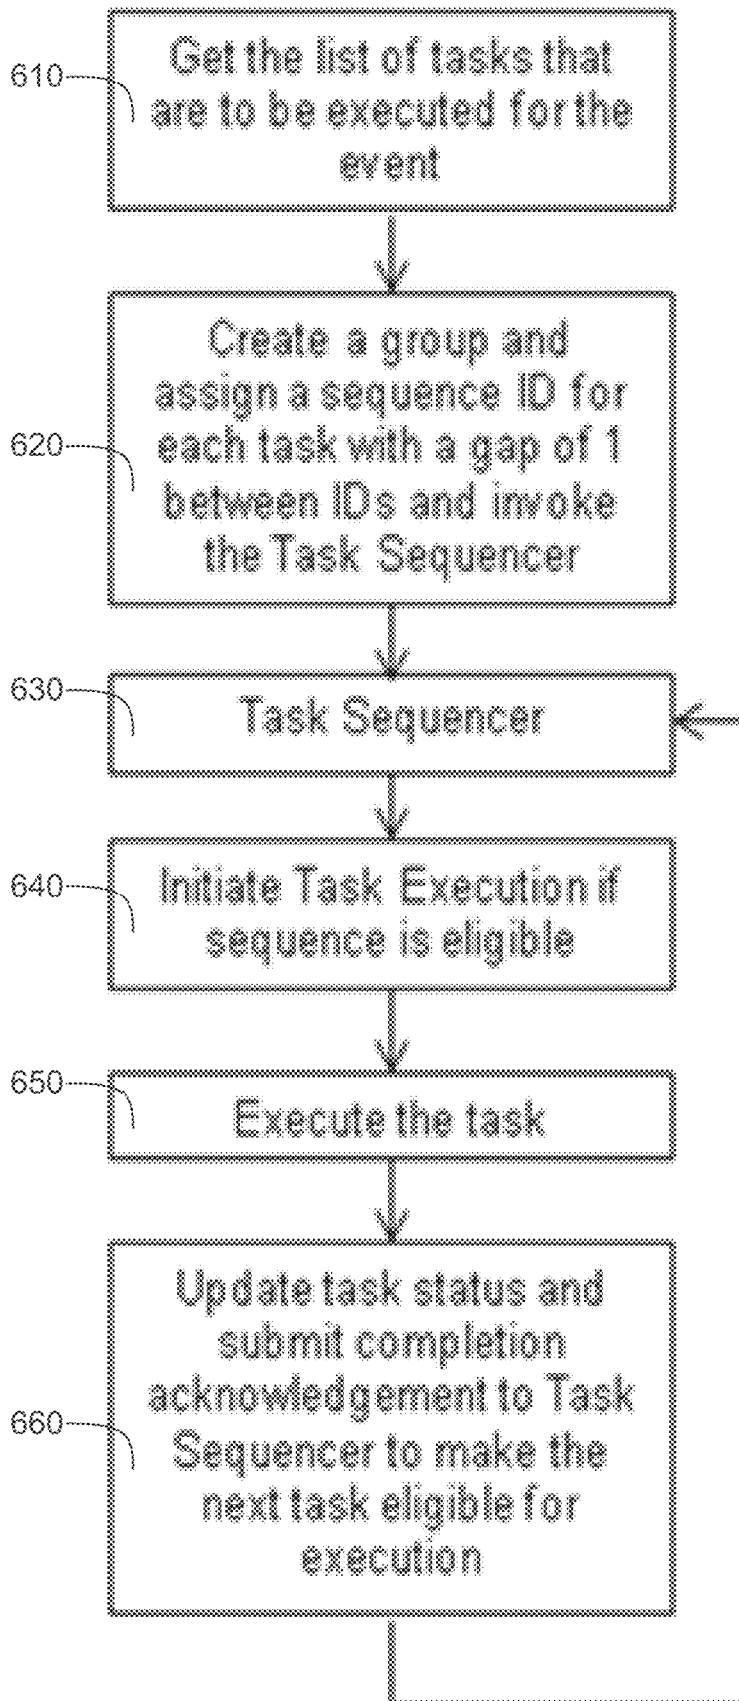 610
Get the list of tasks that
are to be executed for the
event
620
Create a group and
assign a sequence ID for
each task with a gap of 1
between IDs and invoke
the Task Sequencer
630
Task Sequencer
640
Initiate Task Execution if
sequence is eligible
650
Execute the task
660
Update task status and
submit completion
acknowledgement to Task
Sequencer to make the
next task eligible for
execution